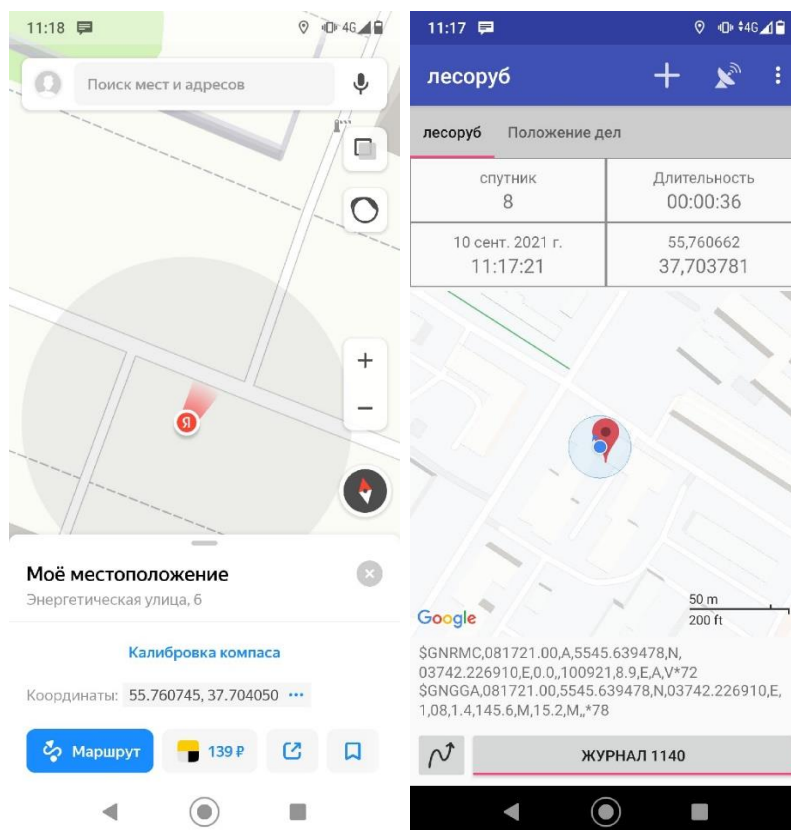 11:18
4G
Поиск мест и адресов
Я
+
−
Моё местоположение
Энергетическая улица, 6
Калибровка компаса
Координаты: 55.760745, 37.704050 •••
Маршрут
139 ₽
11:17
4G
лесоруб
лесоруб Положение дел
спутник
8
Длительность
00:00:36
10 сент. 2021 г.
11:17:21
55,760662
37,703781
50 m
200 ft
Google
$GNRMC,081721.00,A,5545.639478,N,
03742.226910,E,0.0,,100921,8.9,E,A,V*72
$GNGGA,081721.00,5545.639478,N,03742.226910,E,
1,08,1.4,145.6,M,15.2,M,,*78
ЖУРНАЛ 1140